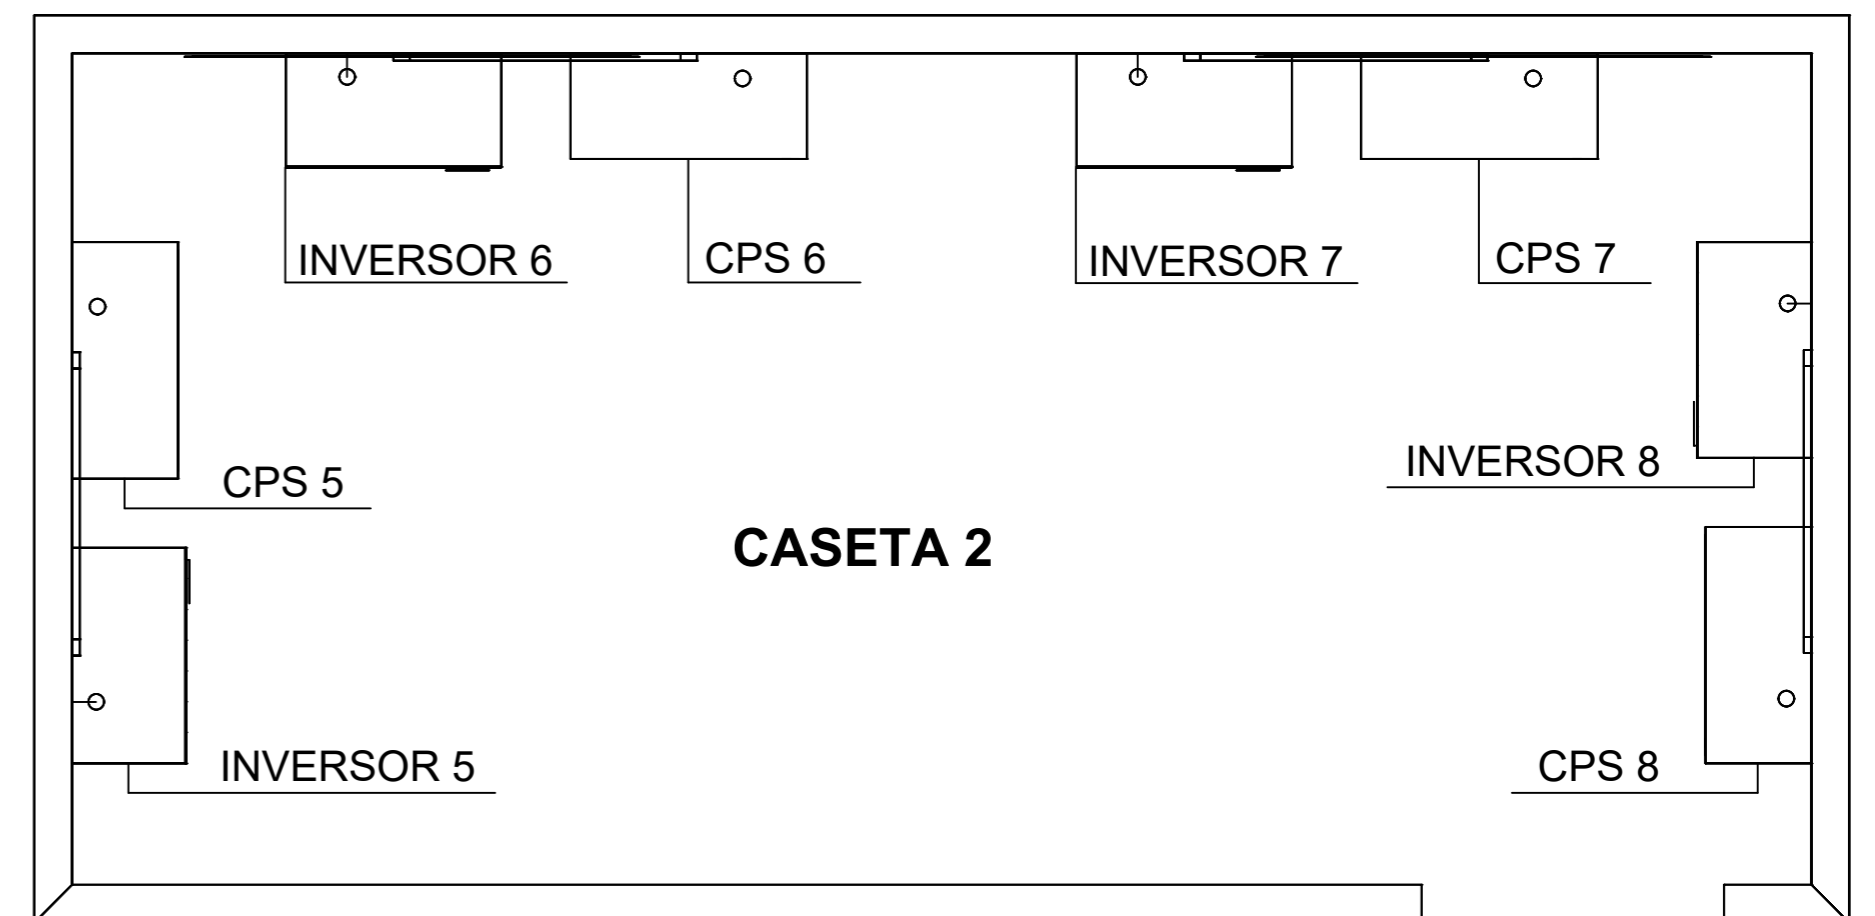 INVERSOR 6
CPS 6
INVERSOR 7
CPS 7
CPS 5
INVERSOR 8
CASETA 2
INVERSOR 5
CPS 8